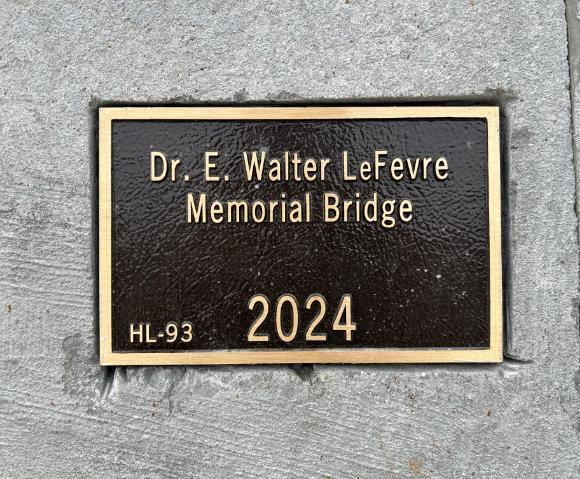 Dr. E. Walter LeFevre
Memorial Bridge
HL-93 2024